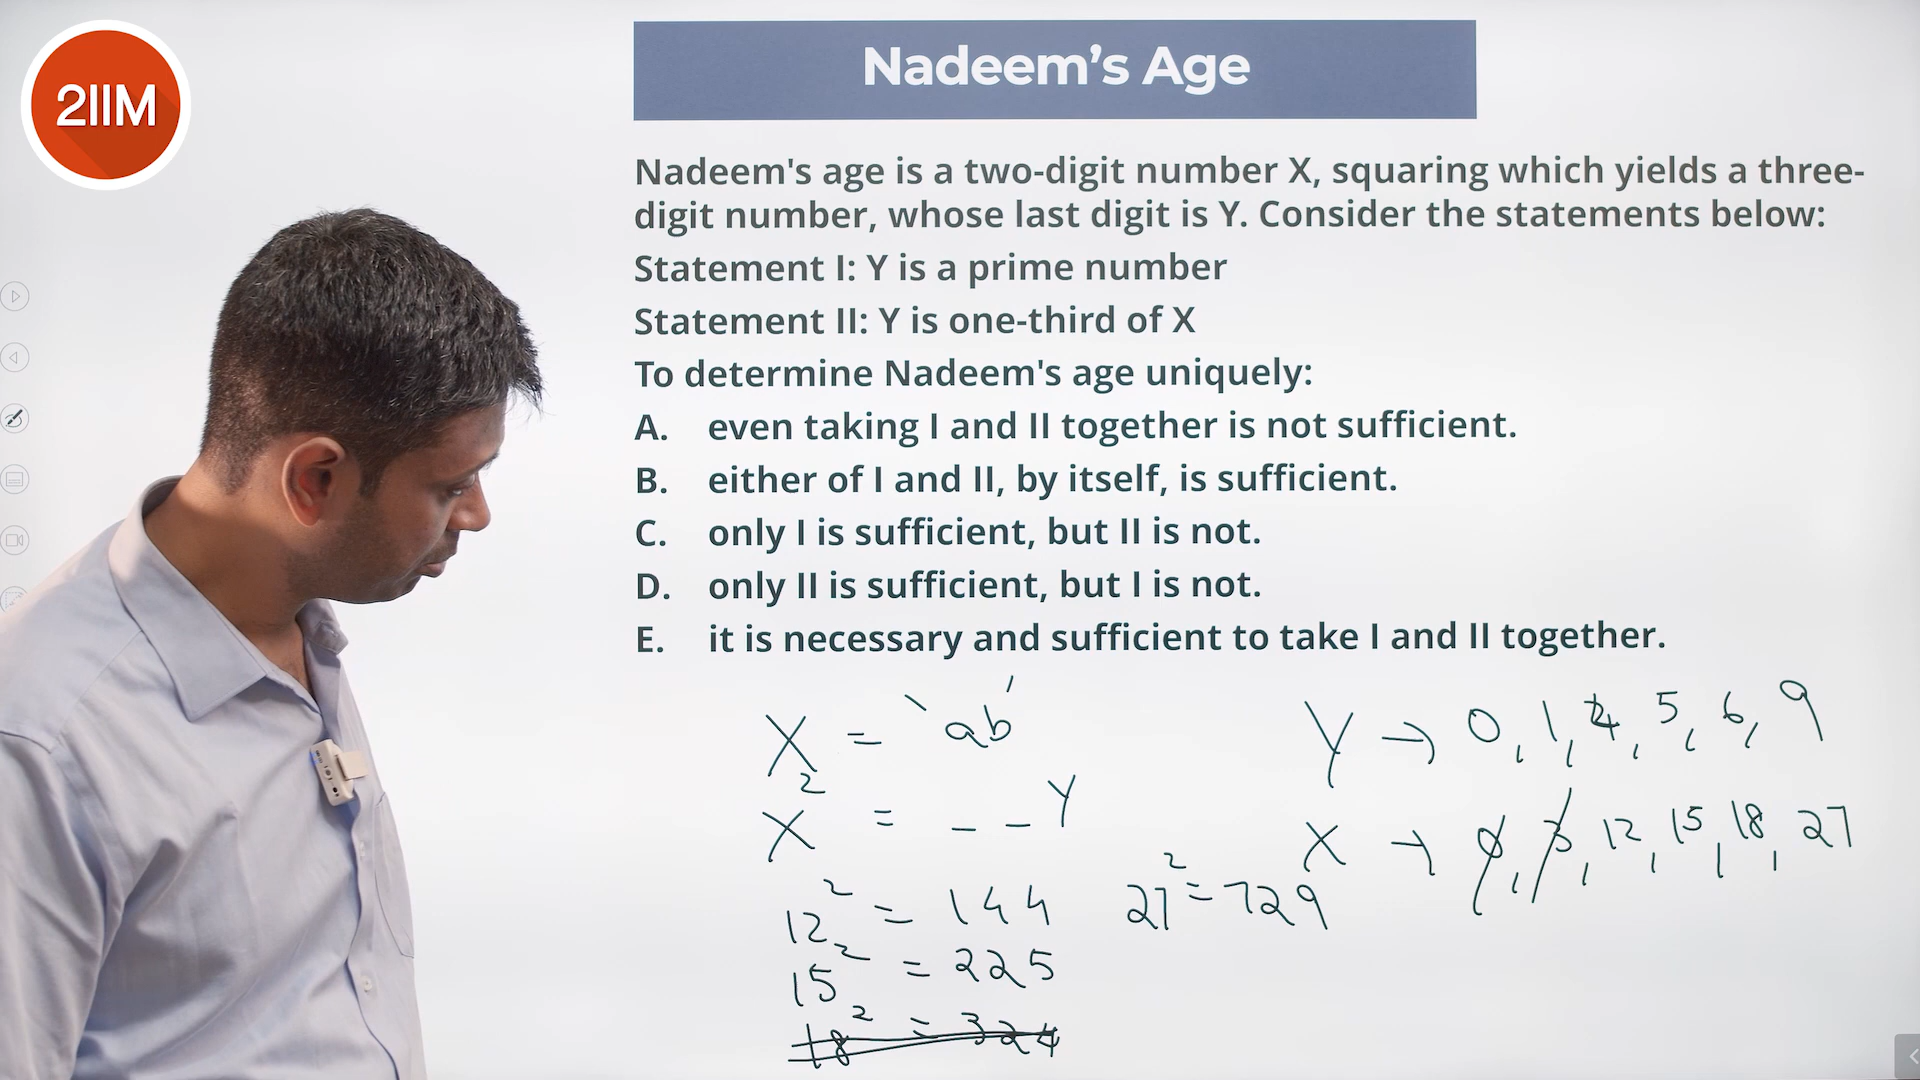 2IIM
Nadeem's Age
Nadeem's age is a two-digit number X, squaring which yields a three-
digit number, whose last digit is Y. Consider the statements below:
Statement I: Y is a prime number
Statement II: Y is one-third of X
To determine Nadeem's age uniquely:
A. even taking I and II together is not sufficient.
B. either of I and II, by itself, is sufficient.
C. only I is sufficient, but II is not.
D. only II is sufficient, but I is not.
E. it is necessary and sufficient to take I and II together.
X = 'ab'
X² = _ _ Y
12² = 144
15² = 225
18² = 324
27² = 729
Y → 0, 1, 4, 5, 6, 9
X → 0, 3, 12, 15, 18, 27